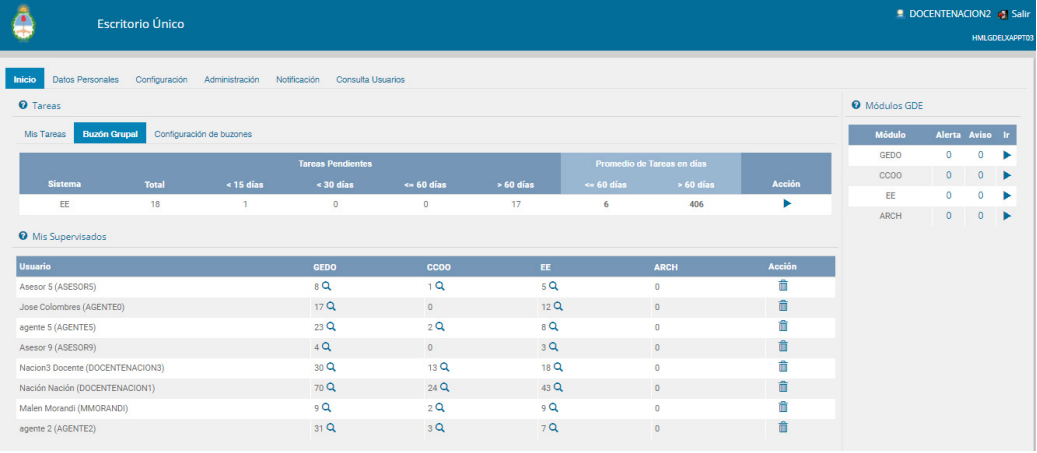 Escritorio Único
DOCENTENACION2 Salir
HMLGDELXAPPT03
Inicio Datos Personales Configuración Administración Notificación Consulta Usuarios
Tareas
Mis Tareas Buzón Grupal Configuración de buzones
Tareas Pendientes Promedio de Tareas en días
Sistema Total < 15 días < 30 días <= 60 días > 60 días <= 60 días > 60 días Acción
EE 18 1 0 0 17 6 406
Mis Supervisados
Usuario GEDO CCOO EE ARCH Acción
Asesor 5 (ASESOR5) 8 1 5 0
Jose Colombres (AGENTE0) 17 0 12 0
agente 5 (AGENTE5) 23 2 8 0
Asesor 9 (ASESOR9) 4 0 3 0
Nacion3 Docente (DOCENTENACION3) 30 13 18 0
Nación Nación (DOCENTENACION1) 70 24 43 0
Malen Morandi (MMORANDI) 9 2 9 0
agente 2 (AGENTE2) 31 3 7 0
Módulos GDE
Módulo Alerta Aviso Ir
GEDO 0 0
CCOO 0 0
EE 0 0
ARCH 0 0